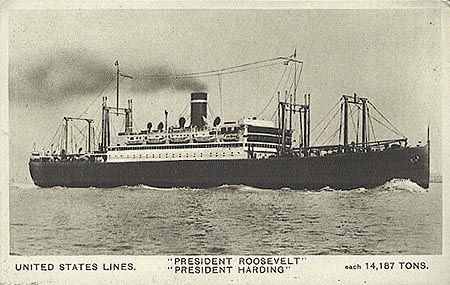 UNITED STATES LINES. "PRESIDENT ROOSEVELT" each 14,187 TONS.
"PRESIDENT HARDING"